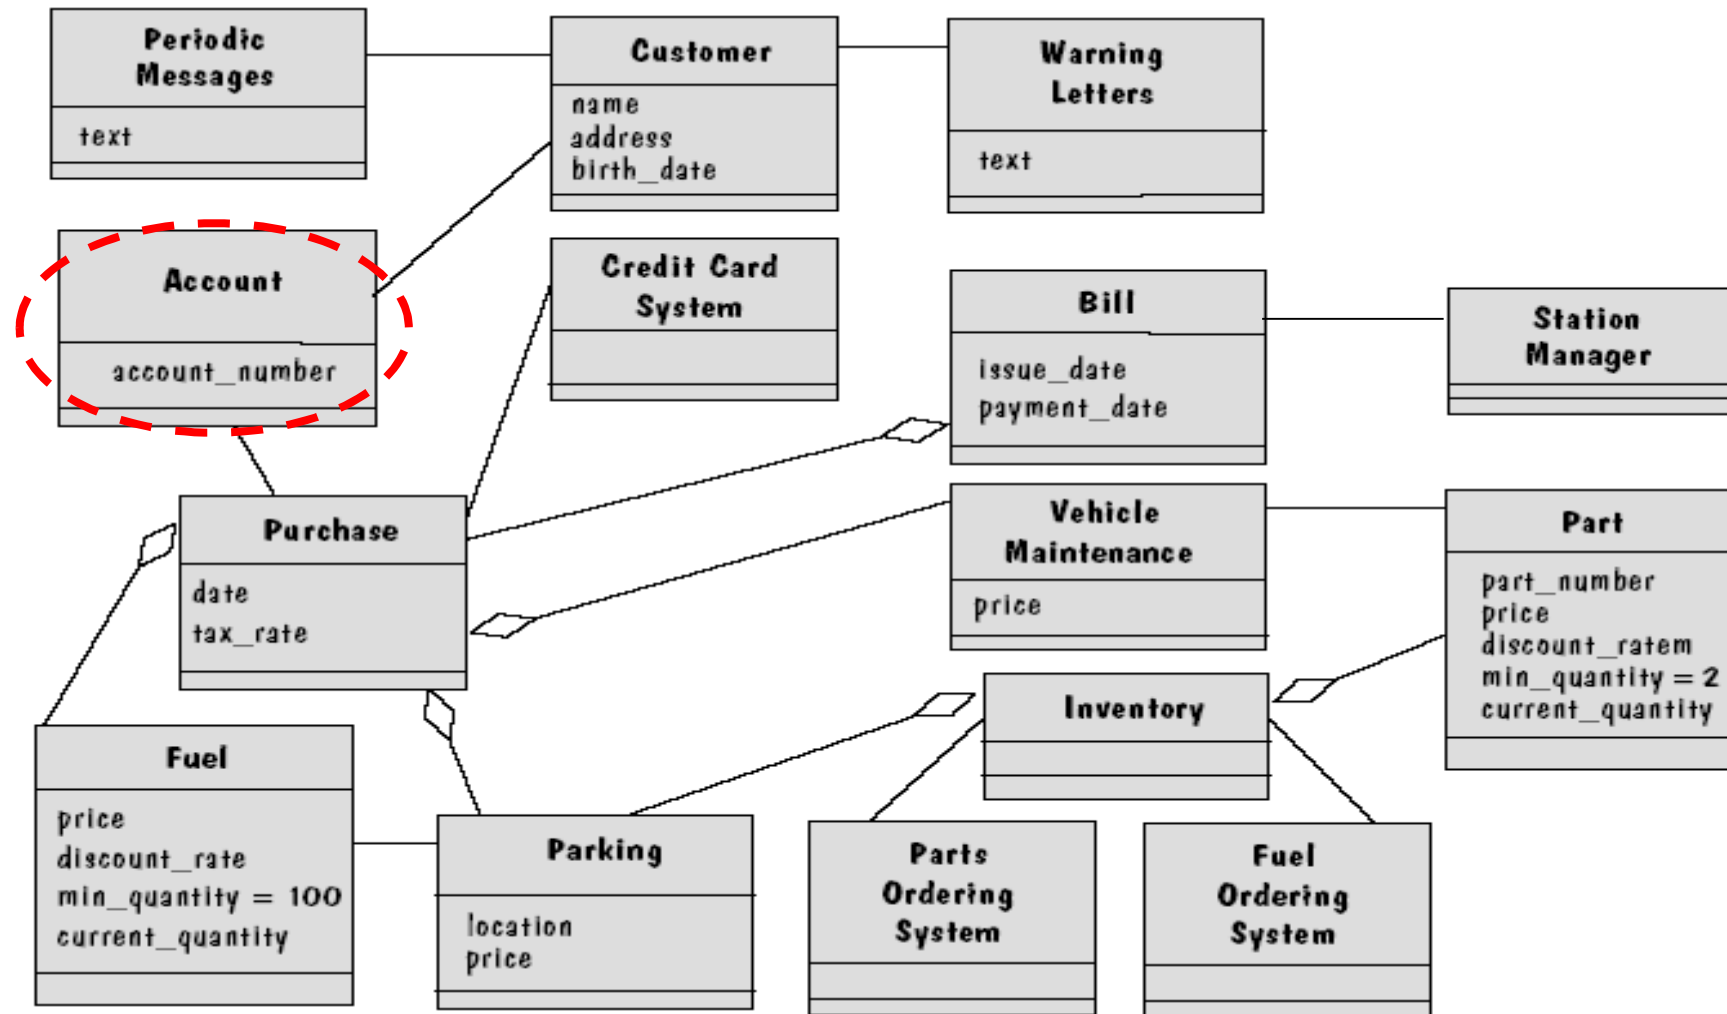 Periodic
Messages
text
Customer
name
address
birth_date
Warning
Letters
text
Account
account_number
Credit Card
System
Bill
issue_date
payment_date
Station
Manager
Purchase
date
tax_rate
Vehicle
Maintenance
price
Part
part_number
price
discount_ratem
min_quantity = 2
current_quantity
Inventory
Fuel
price
discount_rate
min_quantity = 100
current_quantity
Parking
location
price
Parts
Ordering
System
Fuel
Ordering
System